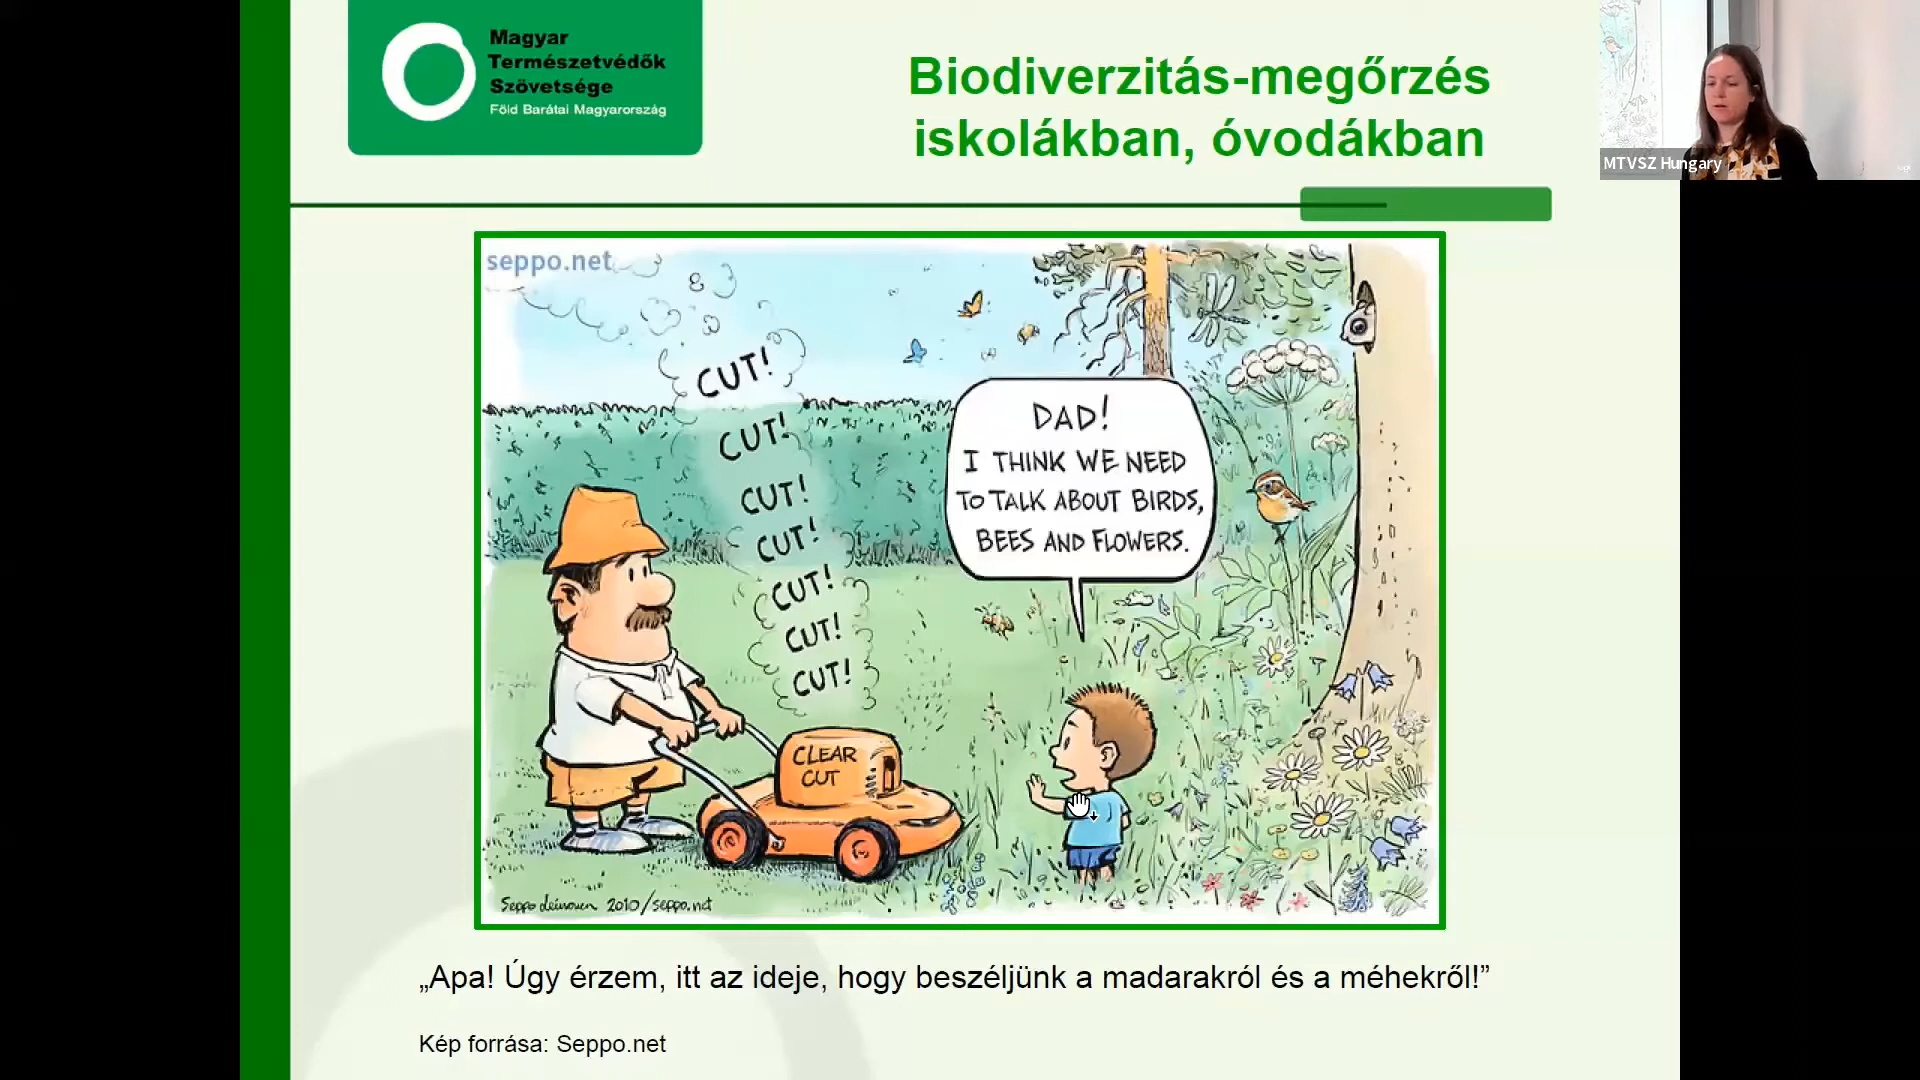 Magyar
Természetvédők
Szövetsége
Föld Barátai Magyarország
Biodiverzitás-megőrzés
iskolákban, óvodákban
MTVSZ Hungary
seppo.net
CUT!
CUT!
CUT!
CUT!
CUT!
CUT!
CUT!
DAD!
I THINK WE NEED
TO TALK ABOUT BIRDS,
BEES AND FLOWERS.
CLEAR
CUT
Seppo Leinonen 2010/seppo.net
„Apa! Úgy érzem, itt az ideje, hogy beszéljünk a madarakról és a méhekről!”
Kép forrása: Seppo.net